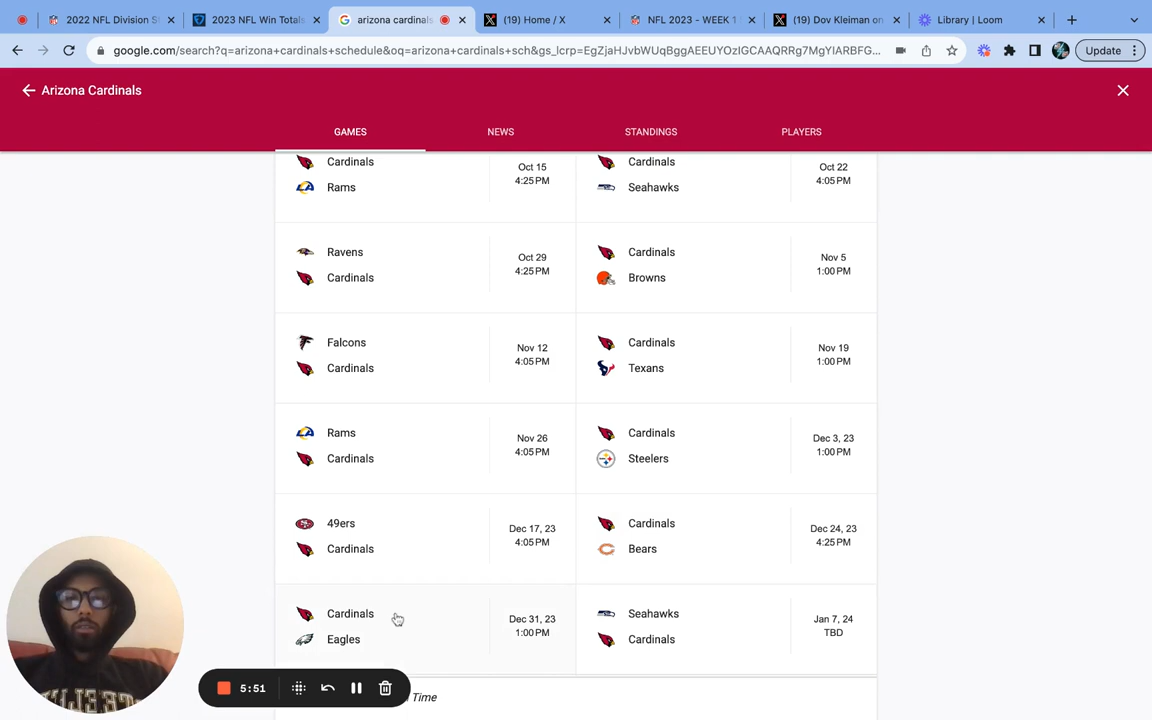 2022 NFL Division S
2023 NFL Win Totals
arizona cardinals
(19) Home / X
NFL 2023 - WEEK 1
(19) Dov Kleiman on
Library | Loom
google.com/search?q=arizona+cardinals+schedule&oq=arizona+cardinals+sch&gs_lcrp=EgZjaHJvbWUqBggAEEUYOzIGCAAQRRg7MgYIARBFG...
Update
Arizona Cardinals
GAMES NEWS STANDINGS PLAYERS
Cardinals
Rams
Oct 15
4:25 PM
Cardinals
Seahawks
Oct 22
4:05 PM
Ravens
Cardinals
Oct 29
4:25 PM
Cardinals
Browns
Nov 5
1:00 PM
Falcons
Cardinals
Nov 12
4:05 PM
Cardinals
Texans
Nov 19
1:00 PM
Rams
Cardinals
Nov 26
4:05 PM
Cardinals
Steelers
Dec 3, 23
1:00 PM
49ers
Cardinals
Dec 17, 23
4:05 PM
Cardinals
Bears
Dec 24, 23
4:25 PM
Cardinals
Eagles
Dec 31, 23
1:00 PM
Seahawks
Cardinals
Jan 7, 24
TBD
5:51
Time